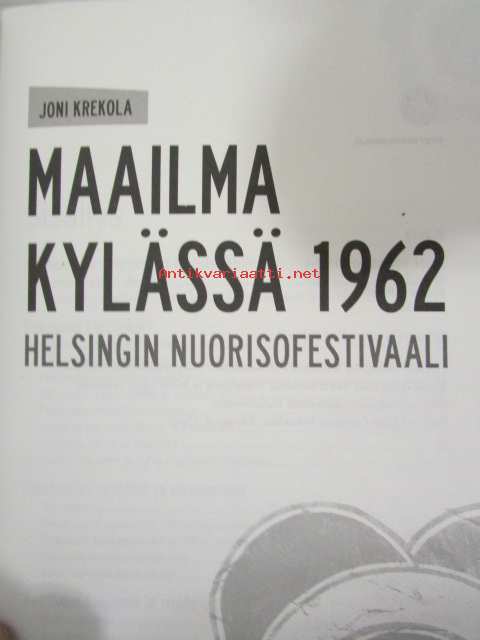 JONI KREKOLA
MAAILMA
KYLÄSSÄ 1962
Antikvariaatti.net
HELSINGIN NUORISOFESTIVAALI